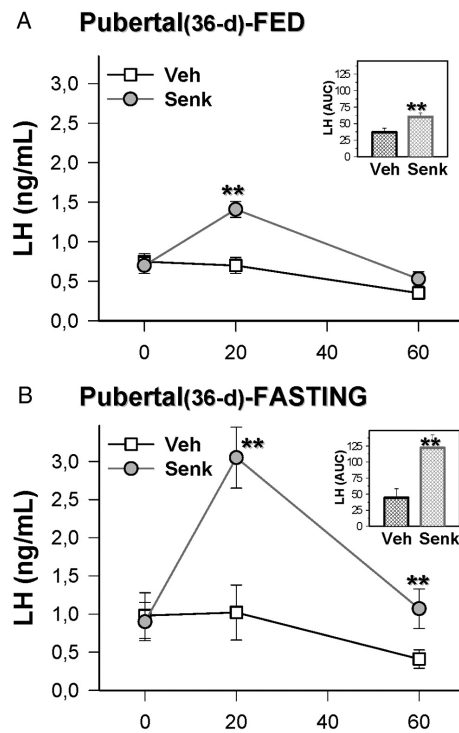 A Pubertal(36-d)-FED
LH (ng/mL)
3,0
2,5
2,0
1,5
1,0
0,5
0,0
Veh
Senk
**
0 20 40 60
LH (AUC)
125
100
75
50
25
0
**
Veh Senk
B Pubertal(36-d)-FASTING
LH (ng/mL)
3,0
2,5
2,0
1,5
1,0
0,5
0,0
Veh
Senk
**
**
0 20 40 60
LH (AUC)
125
100
75
50
25
0
**
Veh Senk